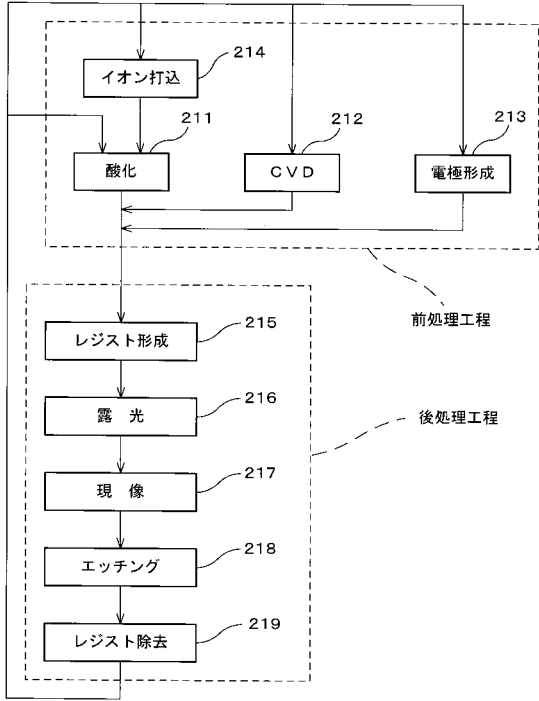 214
イオン打込
211
212
213
酸化
CVD
電極形成
前処理工程
215
レジスト形成
216
露 光
後処理工程
217
現 像
218
エッチング
219
レジスト除去